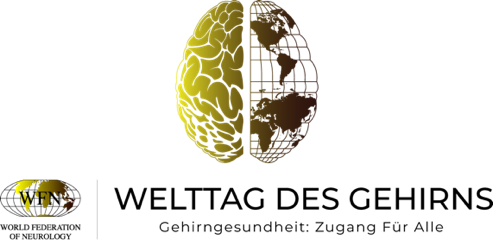 WFN
WORLD FEDERATION
OF NEUROLOGY
WELTTAG DES GEHIRNS
Gehirngesundheit: Zugang Für Alle